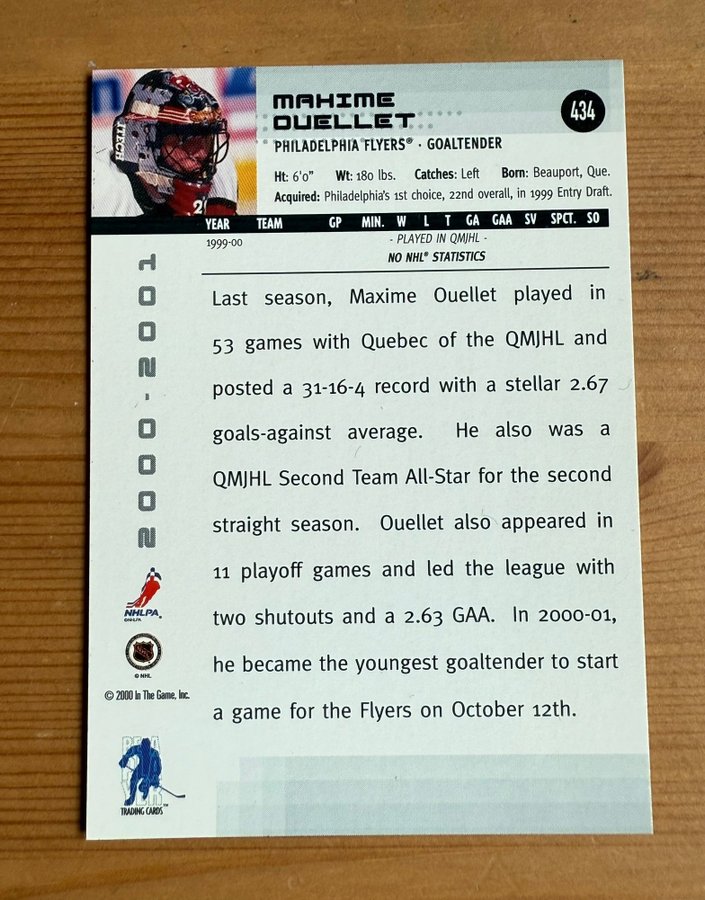 MAXIME
OUELLET
434
PHILADELPHIA FLYERS® · GOALTENDER
Ht: 6'0" Wt: 180 lbs. Catches: Left Born: Beauport, Que.
Acquired: Philadelphia's 1st choice, 22nd overall, in 1999 Entry Draft.
YEAR TEAM GP MIN. W L T GA GAA SV SPCT. SO
1999-00 - PLAYED IN QMJHL -
NO NHL® STATISTICS
Last season, Maxime Ouellet played in
53 games with Quebec of the QMJHL and
posted a 31-16-4 record with a stellar 2.67
goals-against average. He also was a
QMJHL Second Team All-Star for the second
straight season. Ouellet also appeared in
11 playoff games and led the league with
two shutouts and a 2.63 GAA. In 2000-01,
he became the youngest goaltender to start
a game for the Flyers on October 12th.
2000-2001
NHLPA.
© NHLPA
© NHL
© 2000 In The Game, Inc.
TRADING CARDS™